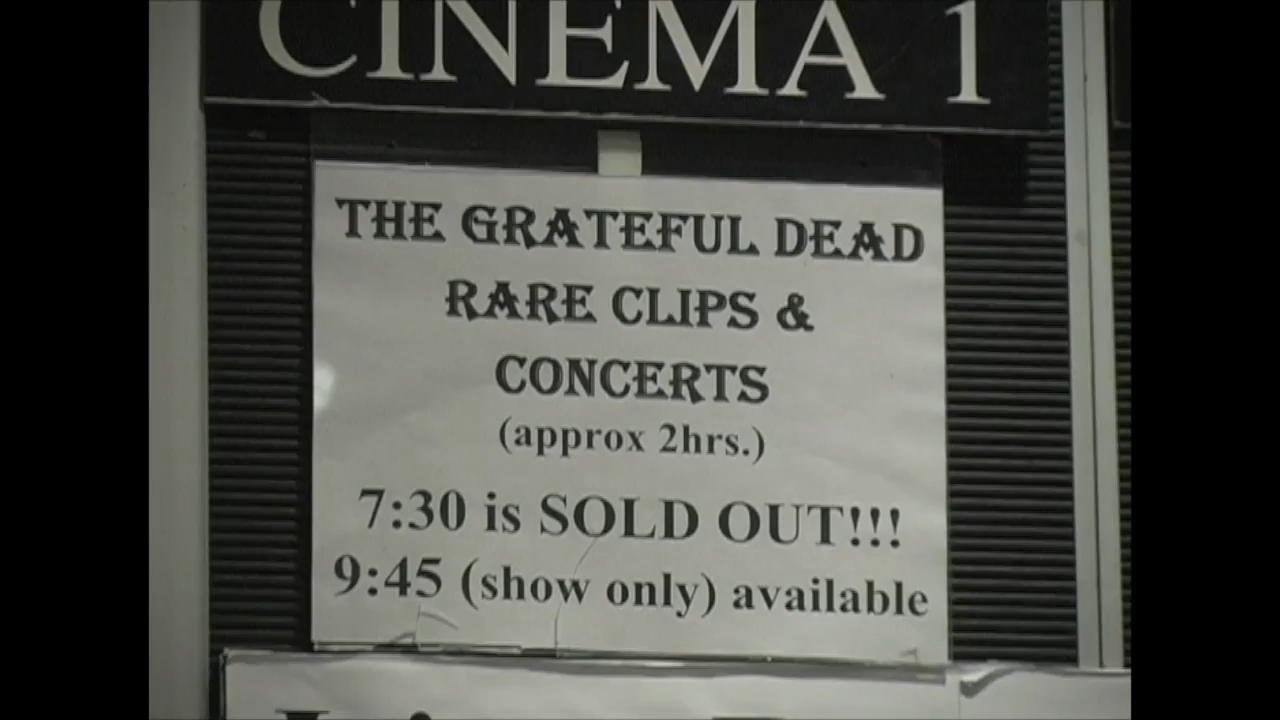 CINEMA 1
THE GRATEFUL DEAD
RARE CLIPS &
CONCERTS
(approx 2hrs.)
7:30 is SOLD OUT!!!
9:45 (show only) available